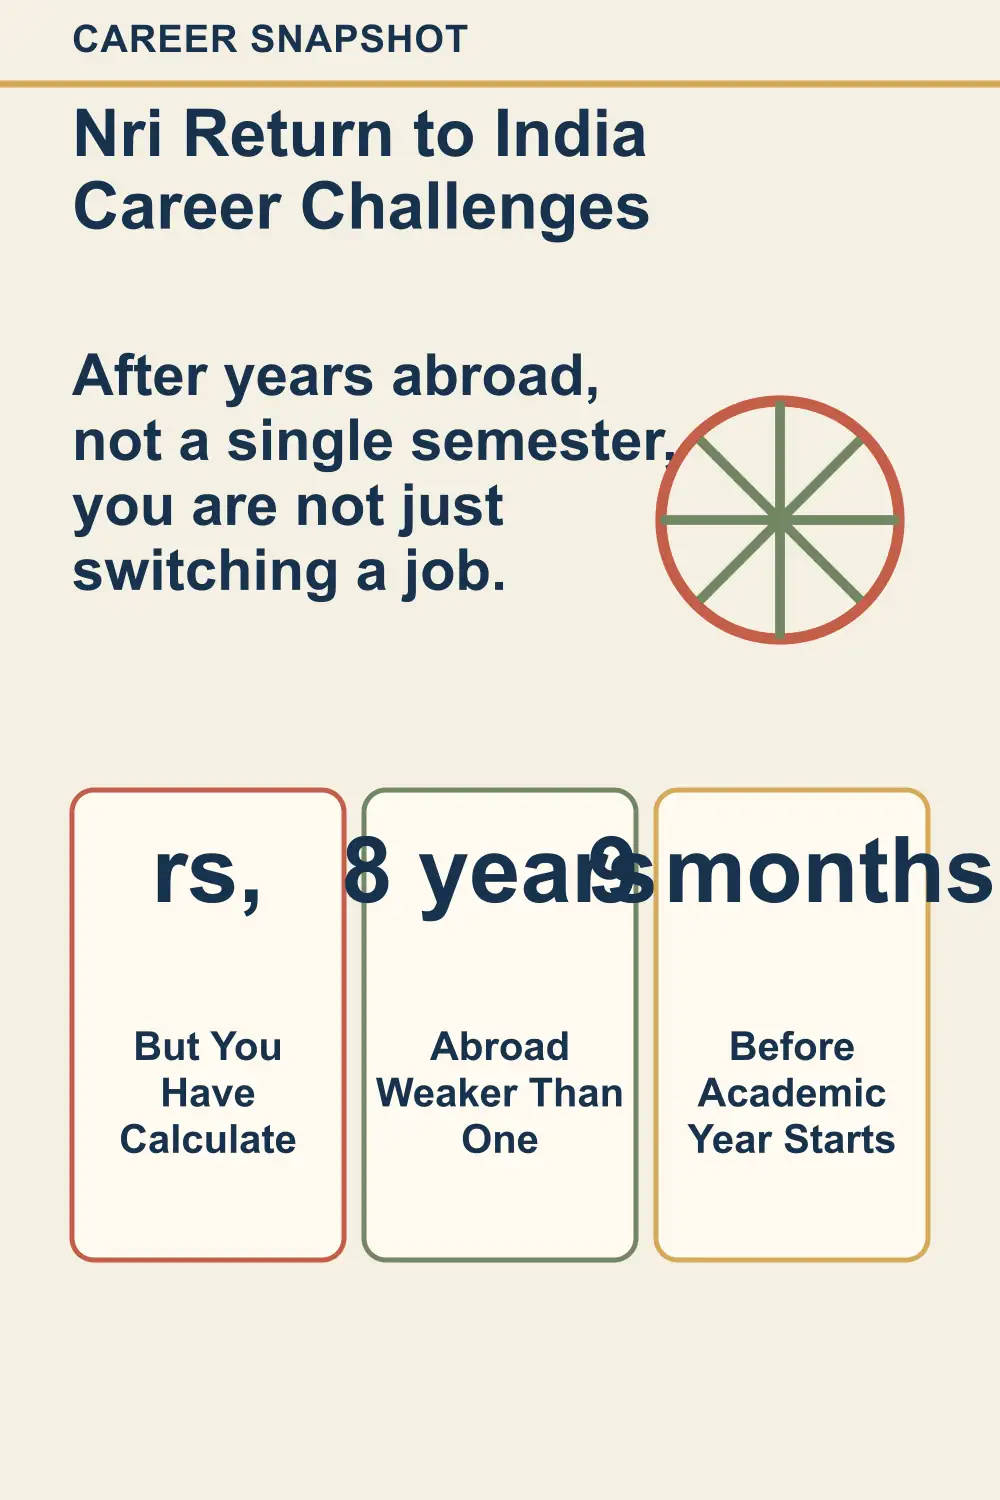 CAREER SNAPSHOT
Nri Return to India
Career Challenges
After years abroad,
not a single semester,
you are not just
switching a job.
rs,
8 years
9 months
But You
Have
Calculate
Abroad
Weaker Than
One
Before
Academic
Year Starts